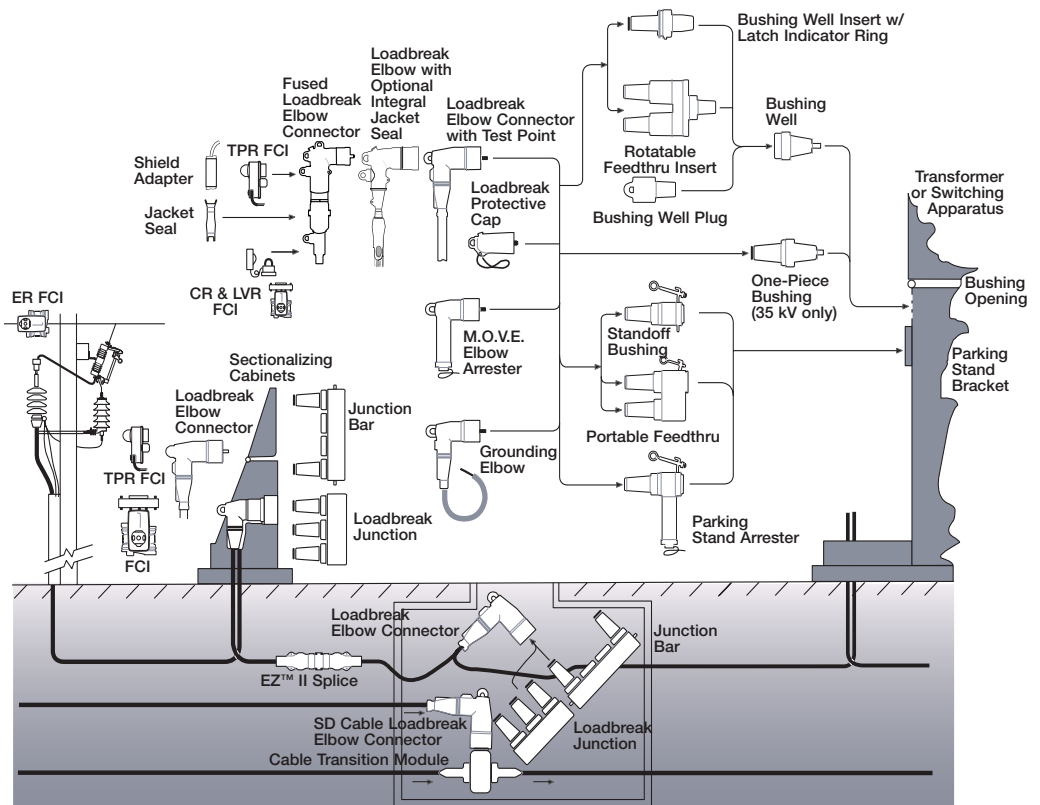 Bushing Well Insert w/
Latch Indicator Ring
Loadbreak
Elbow with
Optional
Integral
Jacket
Seal
Fused
Loadbreak
Elbow
Connector
Loadbreak
Elbow Connector
with Test Point
Bushing
Well
TPR FCI
Shield
Adapter
Rotatable
Feedthru Insert
Transformer
or Switching
Apparatus
Jacket
Seal
Loadbreak
Protective
Cap
Bushing Well Plug
CR & LVR
FCI
One-Piece
Bushing
(35 kV only)
Bushing
Opening
ER FCI
M.O.V.E.
Elbow
Arrester
Standoff
Bushing
Parking
Stand
Bracket
Sectionalizing
Cabinets
Loadbreak
Elbow
Connector
Junction
Bar
Portable Feedthru
Grounding
Elbow
TPR FCI
FCI
Loadbreak
Junction
Parking
Stand Arrester
Loadbreak
Elbow Connector
Junction
Bar
EZ™ II Splice
SD Cable Loadbreak
Elbow Connector
Loadbreak
Junction
Cable Transition Module